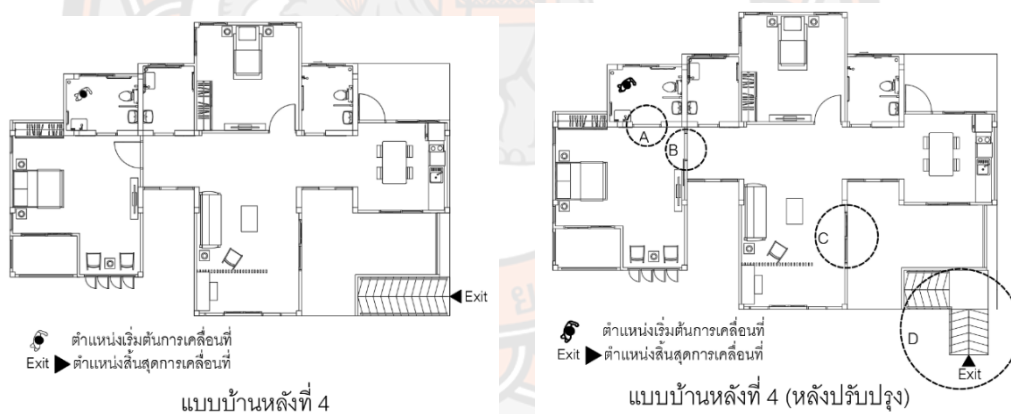 Exit
ตำแหน่งเริ่มต้นการเคลื่อนที่
Exit ตำแหน่งสิ้นสุดการเคลื่อนที่
แบบบ้านหลังที่ 4
A
B
C
D
Exit
ตำแหน่งเริ่มต้นการเคลื่อนที่
Exit ตำแหน่งสิ้นสุดการเคลื่อนที่
แบบบ้านหลังที่ 4 (หลังปรับปรุง)